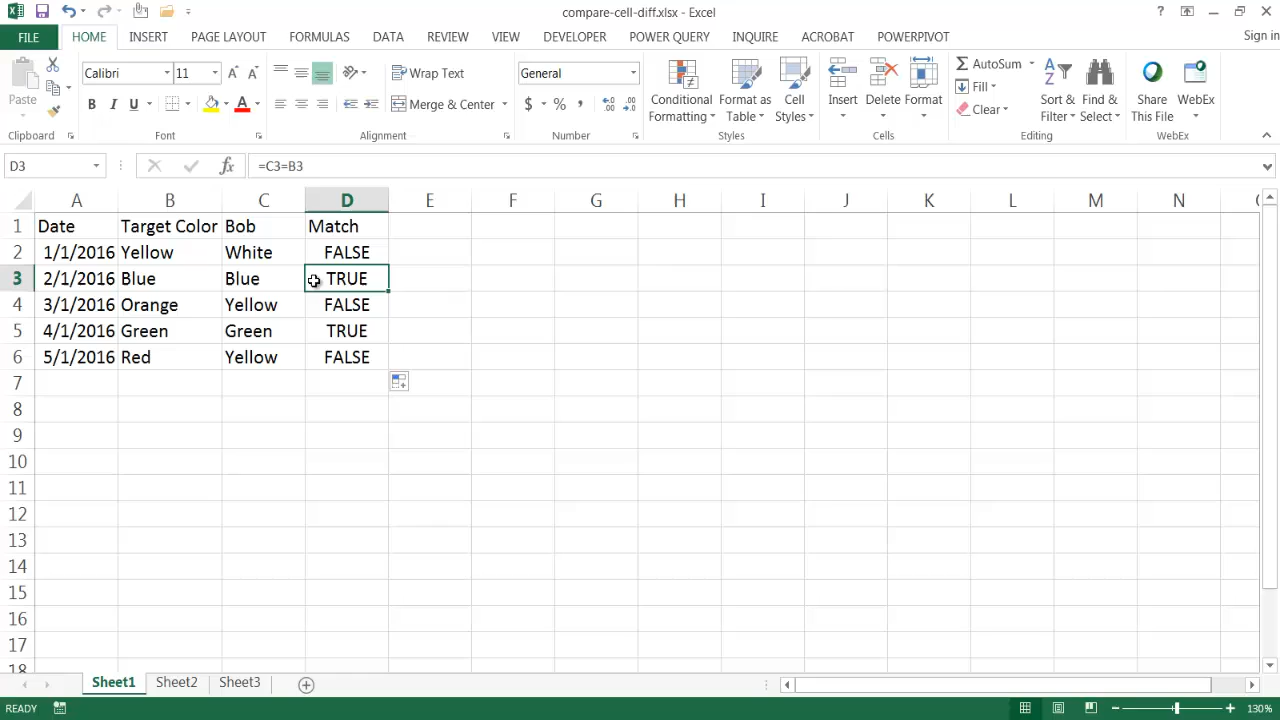 compare-cell-diff.xlsx - Excel
?
FILE HOME INSERT PAGE LAYOUT FORMULAS DATA REVIEW VIEW DEVELOPER POWER QUERY INQUIRE ACROBAT POWERPIVOT Sign in
Paste Calibri 11 Wrap Text General Conditional Formatting Format as Table Cell Styles Insert Delete Format AutoSum Sort & Filter Find & Select Share This File WebEx
B I U A Merge & Center $ % , Fill Clear
Clipboard Font Alignment Number Styles Cells Editing WebEx
D3 fx =C3=B3
A B C D E F G H I J K L M N
1 Date Target Color Bob Match
2 1/1/2016 Yellow White FALSE
3 2/1/2016 Blue Blue TRUE
4 3/1/2016 Orange Yellow FALSE
5 4/1/2016 Green Green TRUE
6 5/1/2016 Red Yellow FALSE
7
8
9
10
11
12
13
14
15
16
17
18
Sheet1 Sheet2 Sheet3
READY 130%